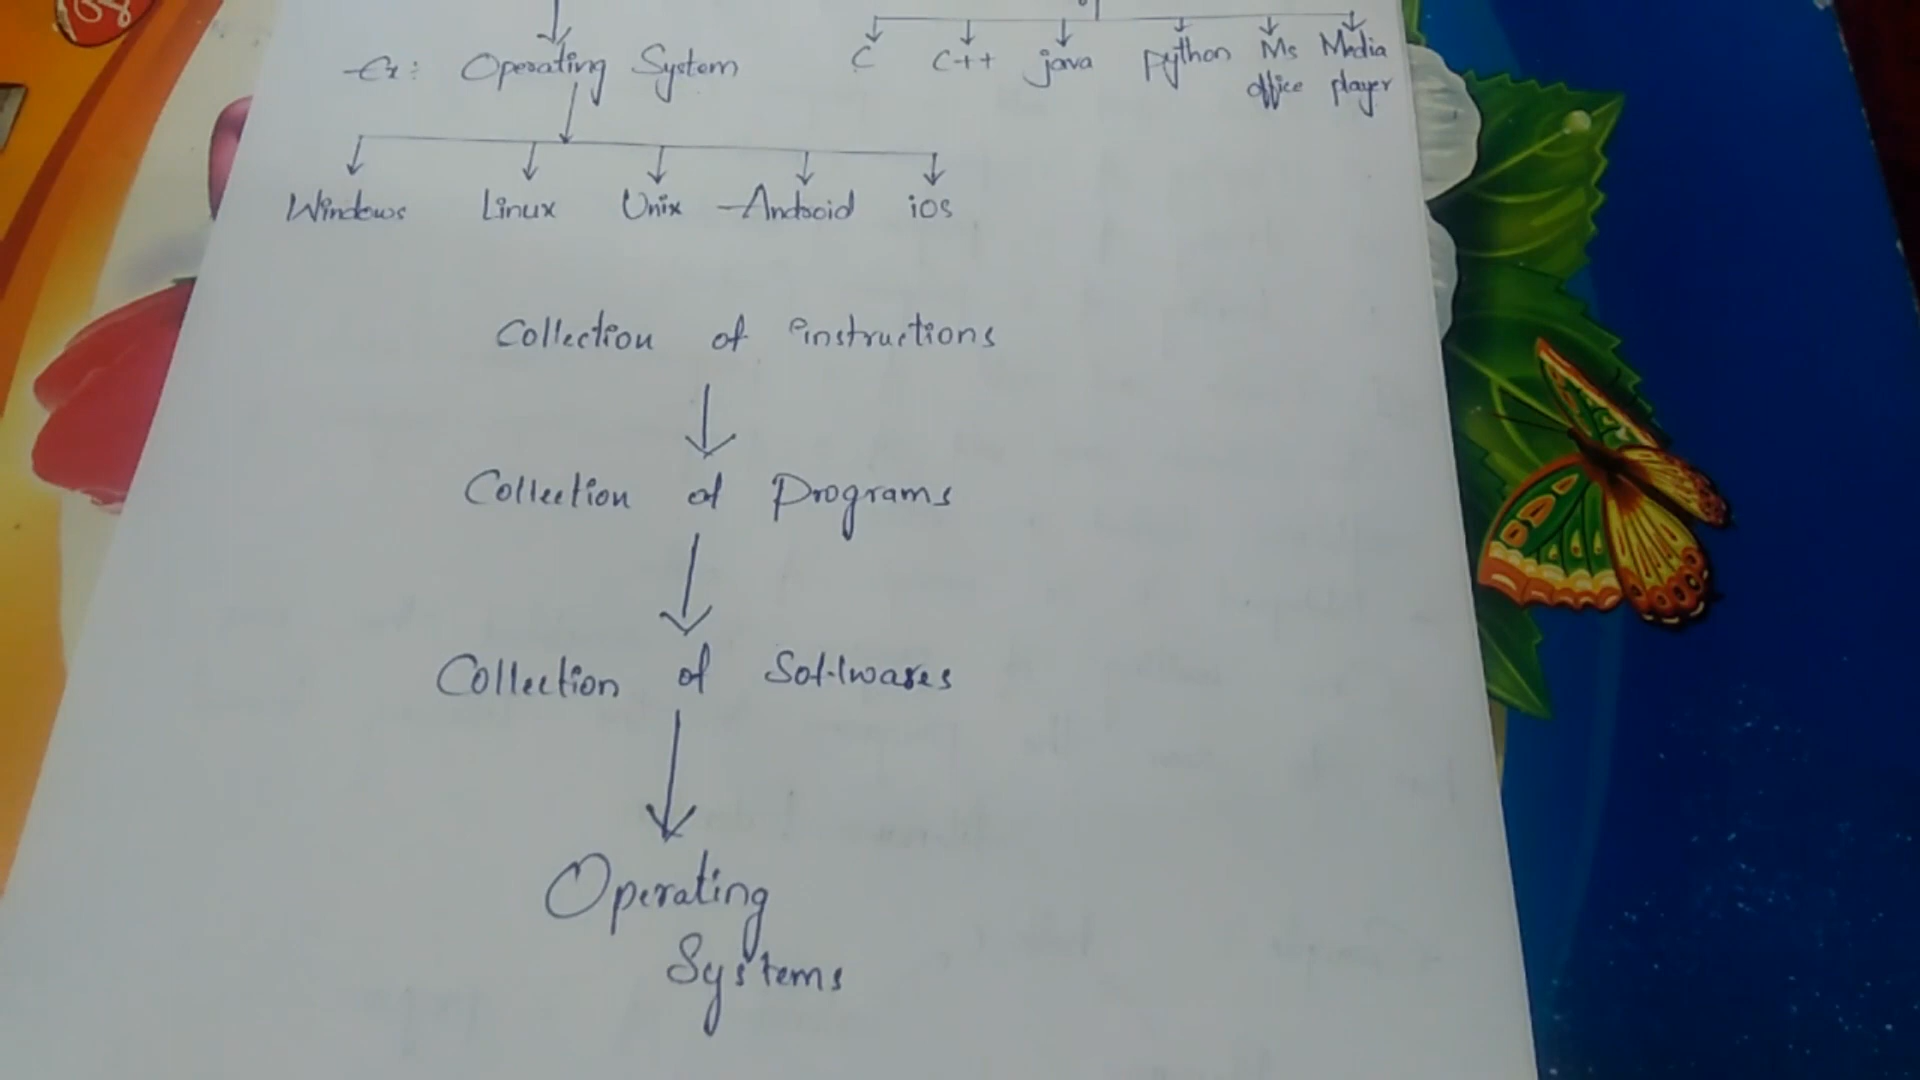 Ex: Operating System
C C++ java python Ms office Media player
Windows Linux Unix Android iOS
Collection of instructions
Collection of Programs
Collection of Softwares
Operating
Systems